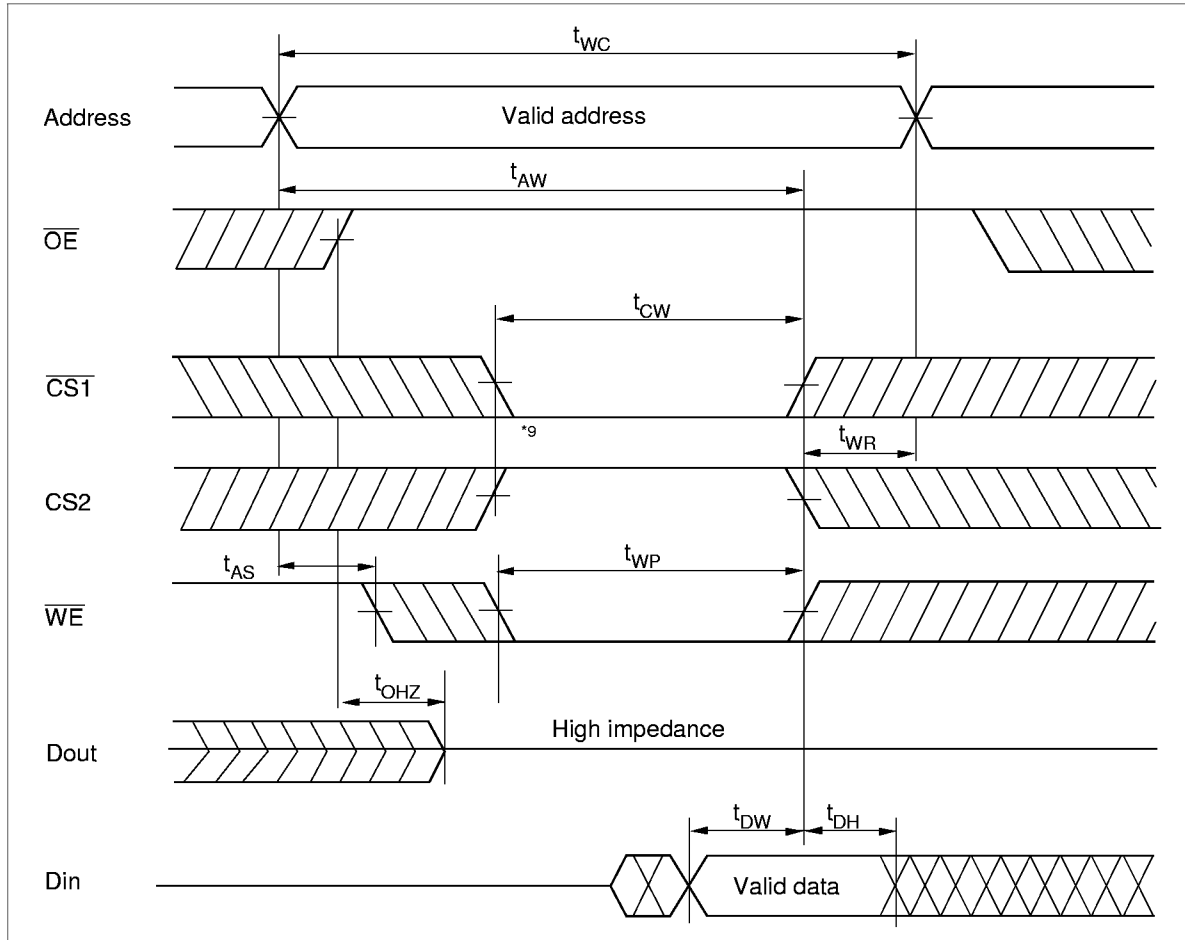 tWC
Address
Valid address
tAW
OE
tCW
CS1
*9
tWR
CS2
tAS
tWP
WE
tOHZ
High impedance
Dout
tDW
tDH
Din
Valid data